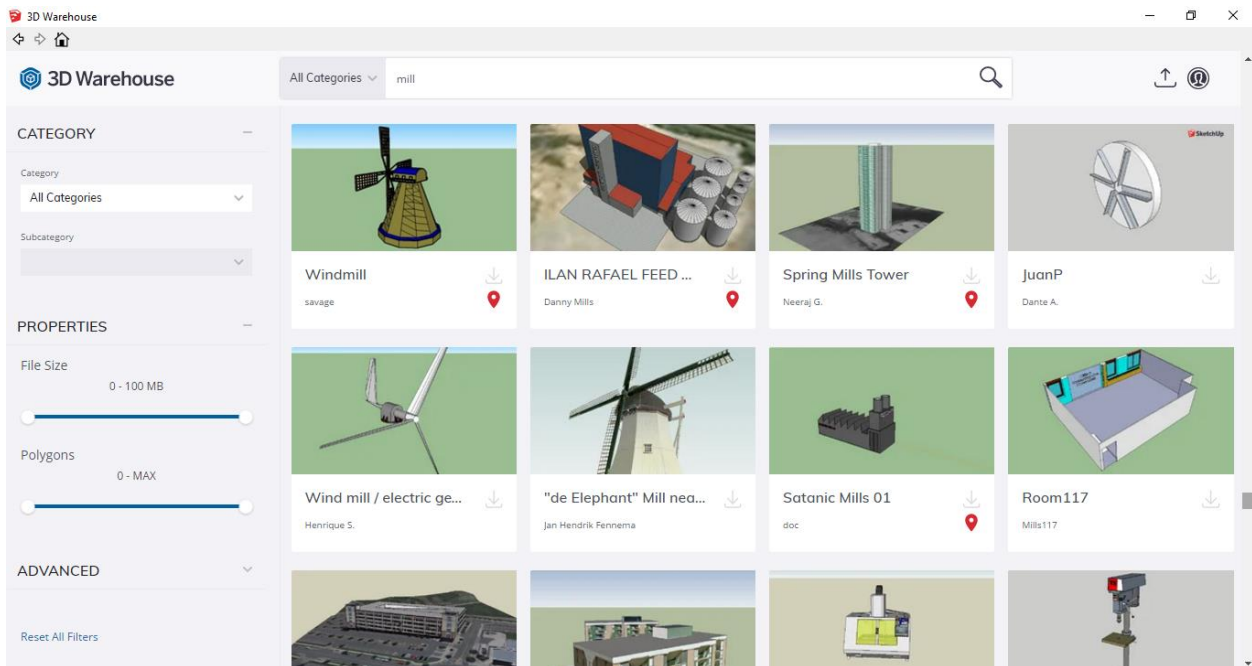 3D Warehouse
3D Warehouse
All Categories
mill
CATEGORY
Category
All Categories
Subcategory
PROPERTIES
File Size
0 - 100 MB
Polygons
0 - MAX
ADVANCED
Reset All Filters
SketchUp
Windmill
savage
ILAN RAFAEL FEED ...
Danny Mills
Spring Mills Tower
Neeraj G.
JuanP
Dante A.
Wind mill / electric ge...
Henrique S.
"de Elephant" Mill nea...
Jan Hendrik Fennema
Satanic Mills 01
doc
Room117
Mills117